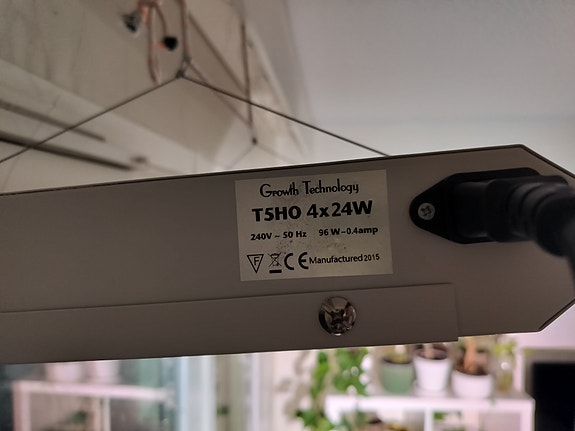 Growth Technology
T5HO 4x24W
240V ~ 50 Hz 96 W-0.4amp
F CE Manufactured 2015